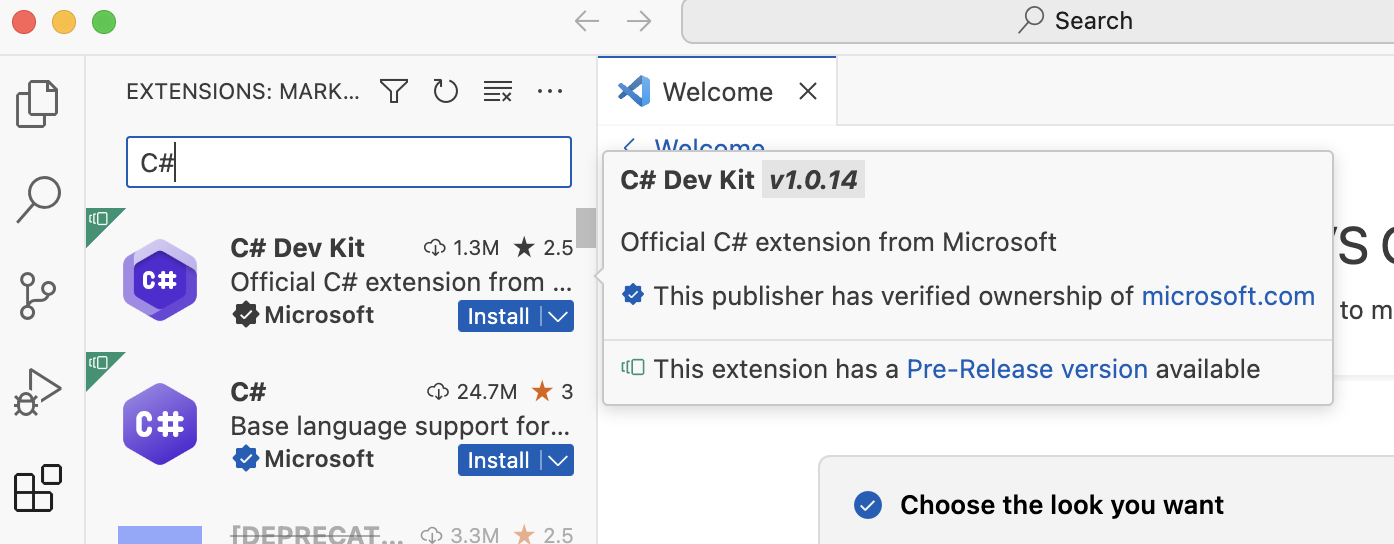 Search
EXTENSIONS: MARK...
Welcome
C#
Welcome
C# Dev Kit v1.0.14
Official C# extension from Microsoft
This publisher has verified ownership of microsoft.com
This extension has a Pre-Release version available
C#
C# Dev Kit 1.3M 2.5
Official C# extension from ...
Microsoft Install
C#
C# 24.7M 3
Base language support for...
Microsoft Install
[DEPRECAT... 3.3M 2.5
to m
Choose the look you want